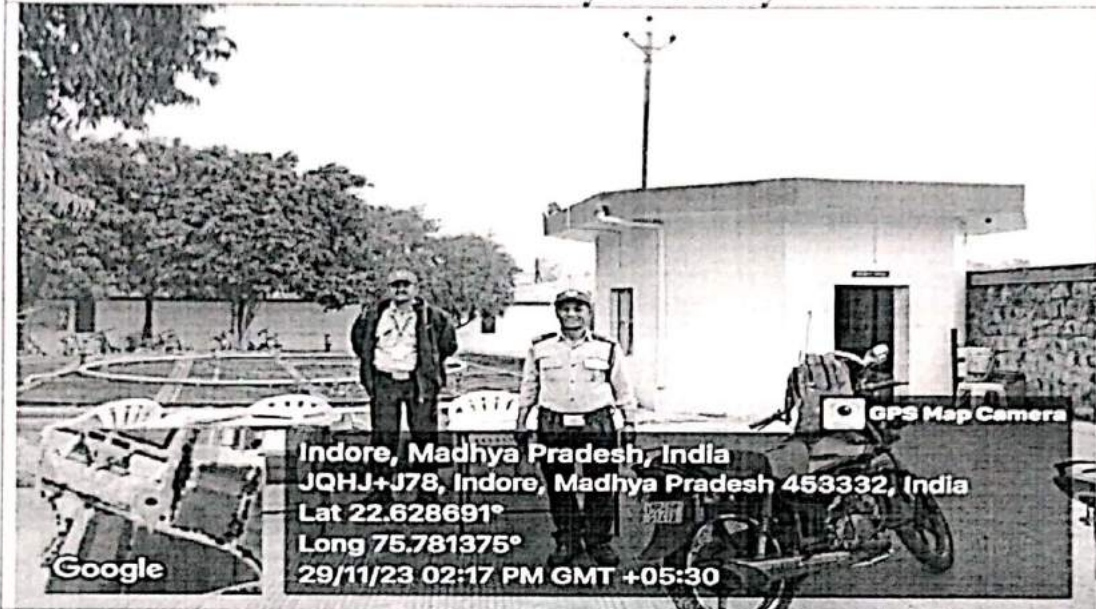 GPS Map Camera
Indore, Madhya Pradesh, India
JQHJ+J78, Indore, Madhya Pradesh 453332, India
Lat 22.628691°
Long 75.781375°
29/11/23 02:17 PM GMT +05:30
Google